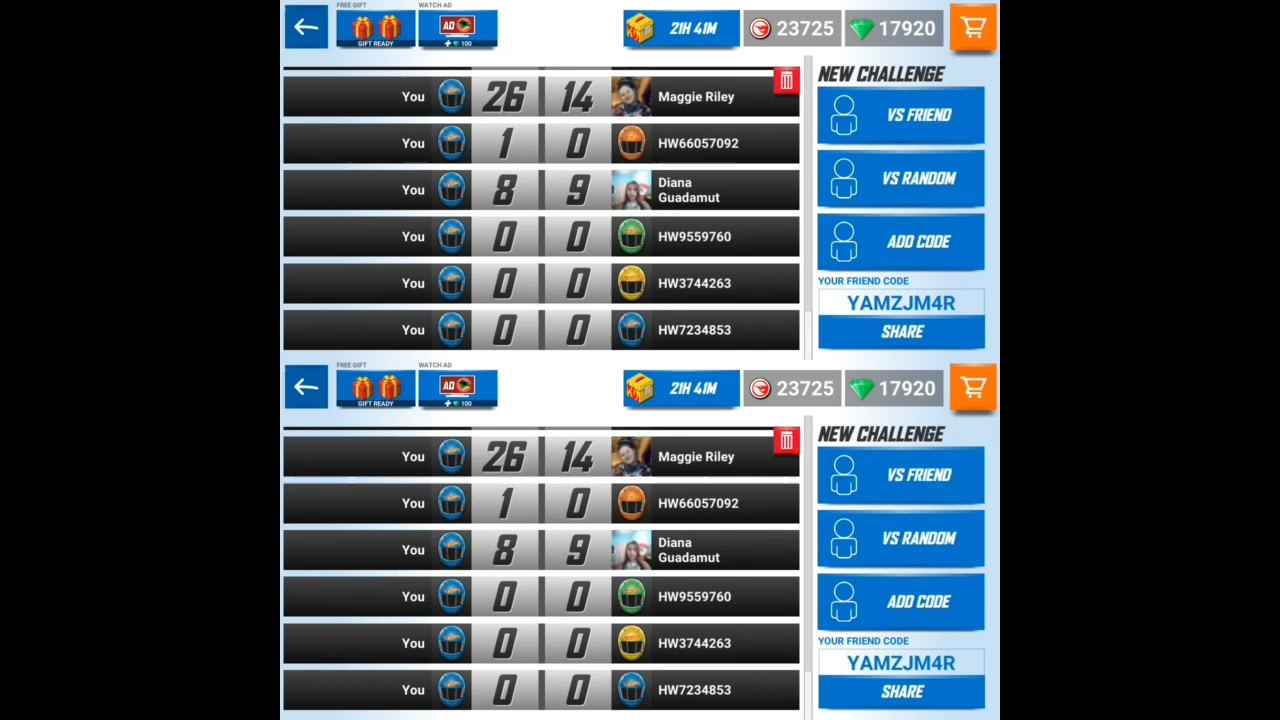 FREE GIFT
WATCH AD
AD
GIFT READY
+ 100
21H 41M
23725
17920
You 26 14 Maggie Riley
You 1 0 HW66057092
You 8 9 Diana
Guadamut
You 0 0 HW9559760
You 0 0 HW3744263
You 0 0 HW7234853
NEW CHALLENGE
VS FRIEND
VS RANDOM
ADD CODE
YOUR FRIEND CODE
YAMZJM4R
SHARE
FREE GIFT
WATCH AD
AD
GIFT READY
+ 100
21H 41M
23725
17920
You 26 14 Maggie Riley
You 1 0 HW66057092
You 8 9 Diana
Guadamut
You 0 0 HW9559760
You 0 0 HW3744263
You 0 0 HW7234853
NEW CHALLENGE
VS FRIEND
VS RANDOM
ADD CODE
YOUR FRIEND CODE
YAMZJM4R
SHARE